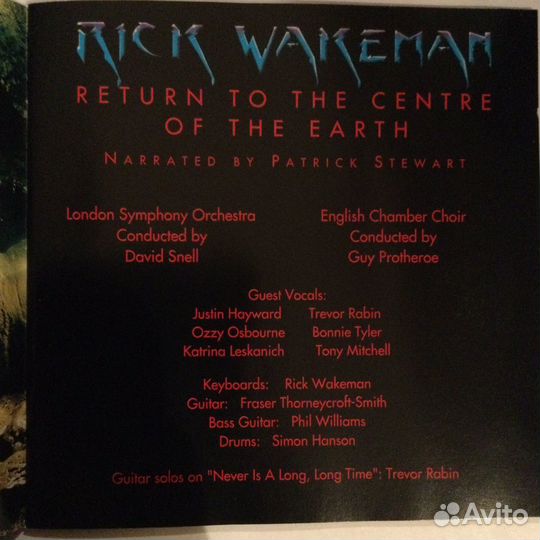 RICK WAKEMAN
RETURN TO THE CENTRE
OF THE EARTH
NARRATED BY PATRICK STEWART
London Symphony Orchestra
Conducted by
David Snell
English Chamber Choir
Conducted by
Guy Protheroe
Guest Vocals:
Justin Hayward Trevor Rabin
Ozzy Osbourne Bonnie Tyler
Katrina Leskanich Tony Mitchell
Keyboards: Rick Wakeman
Guitar: Fraser Thorneycroft-Smith
Bass Guitar: Phil Williams
Drums: Simon Hanson
Guitar solos on "Never Is A Long, Long Time": Trevor Rabin
Avito